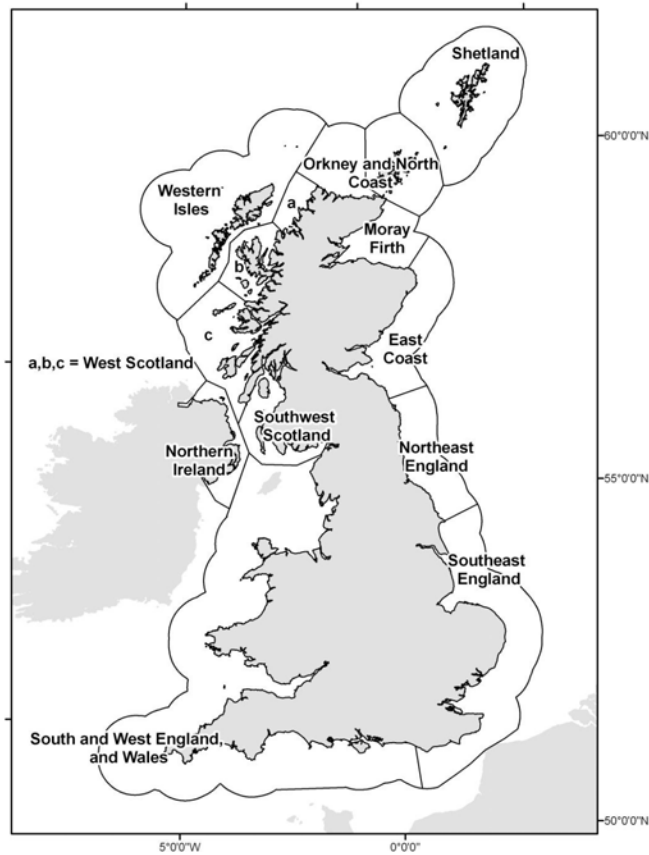 Shetland
60°0'0"N
Orkney and North
Coast
Western
Isles
a
Moray
Firth
b
c
East
Coast
a,b,c = West Scotland
Southwest
Scotland
Northern
Ireland
Northeast
England
55°0'0"N
Southeast
England
South and West England,
and Wales
50°0'0"N
5°0'0"W
0°0'0"